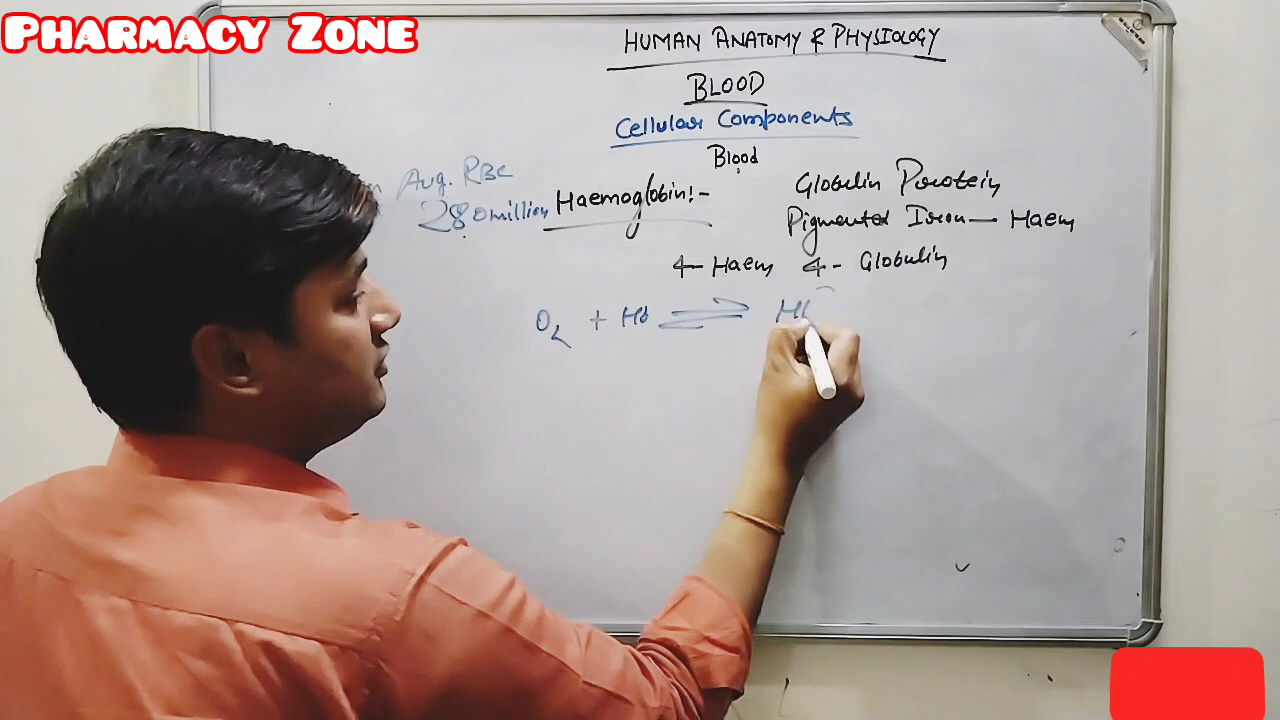 PHARMACY ZONE
HUMAN ANATOMY & PHYSIOLOGY
BLOOD
Cellular Components
Blood
Avg. RBC
280 million
Haemoglobin:-
Globulin Protein
Pigmented Iron — Haem
4- Haem 4- Globulin
O2 + Hb ⇌ Hb